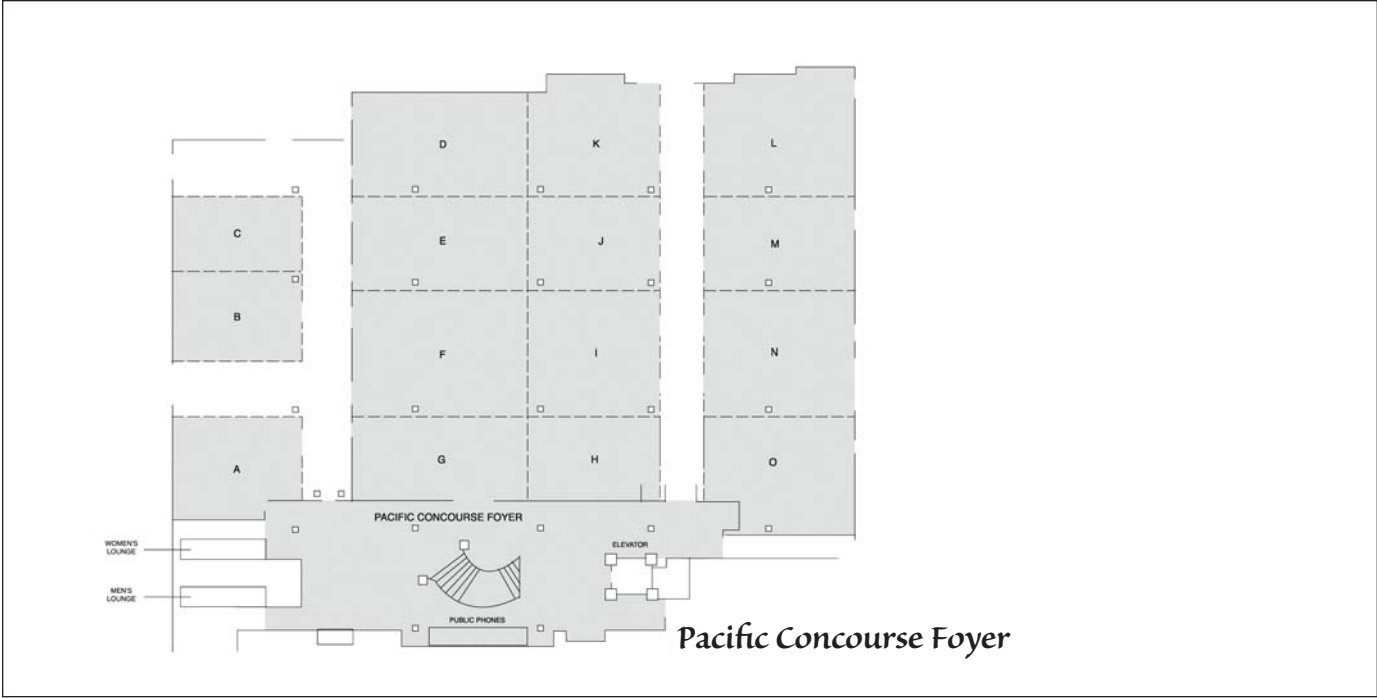 D
K
L
C
E
J
M
B
F
I
N
A
G
H
O
PACIFIC CONCOURSE FOYER
WOMEN'S
LOUNGE
ELEVATOR
MEN'S
LOUNGE
PUBLIC PHONES
Pacific Concourse Foyer